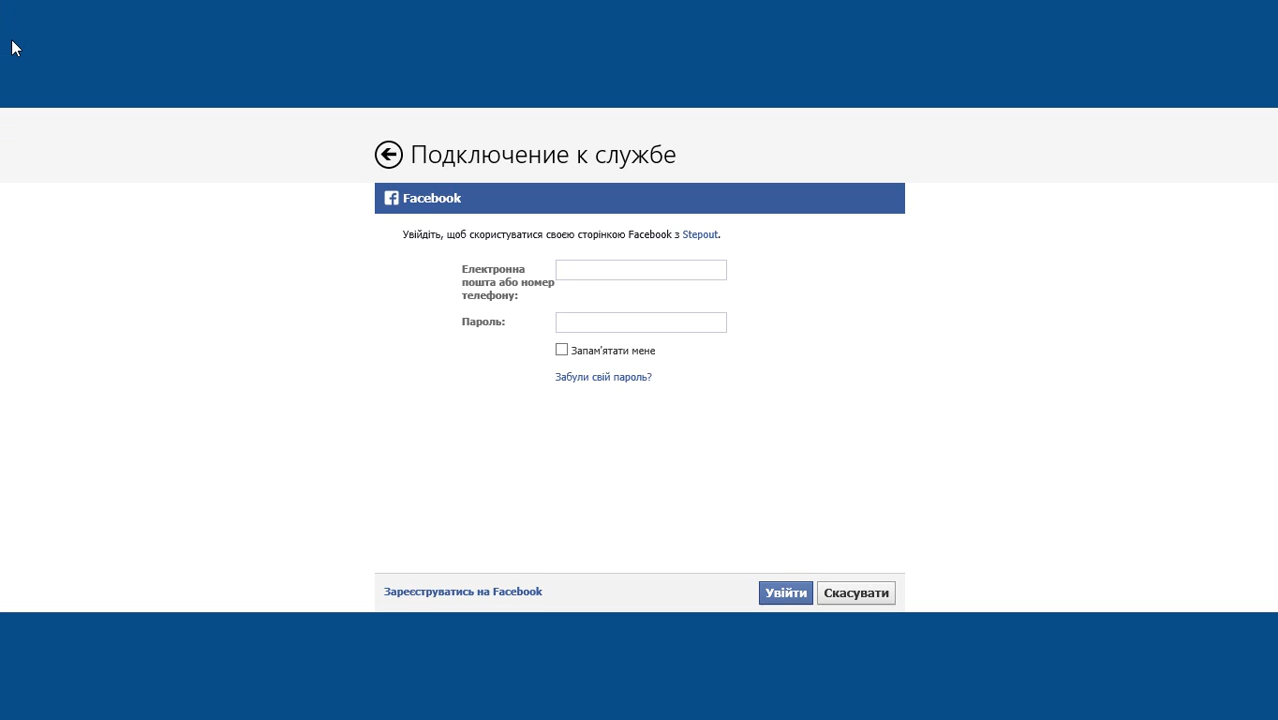 Подключение к службе
Facebook
Увійдіть, щоб скористуватися своєю сторінкою Facebook з Stepout.
Електронна
пошта або номер
телефону:
Пароль:
Запам'ятати мене
Забули свій пароль?
Зареєструватись на Facebook
Увійти Скасувати